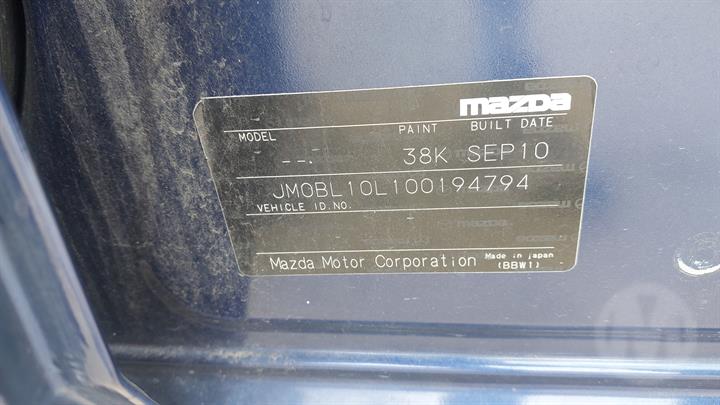 mazda
MODEL PAINT BUILT DATE
--. 38K SEP10
JM0BL10L100194794
VEHICLE ID.NO.
Mazda Motor Corporation Made in japan
(BBW1)